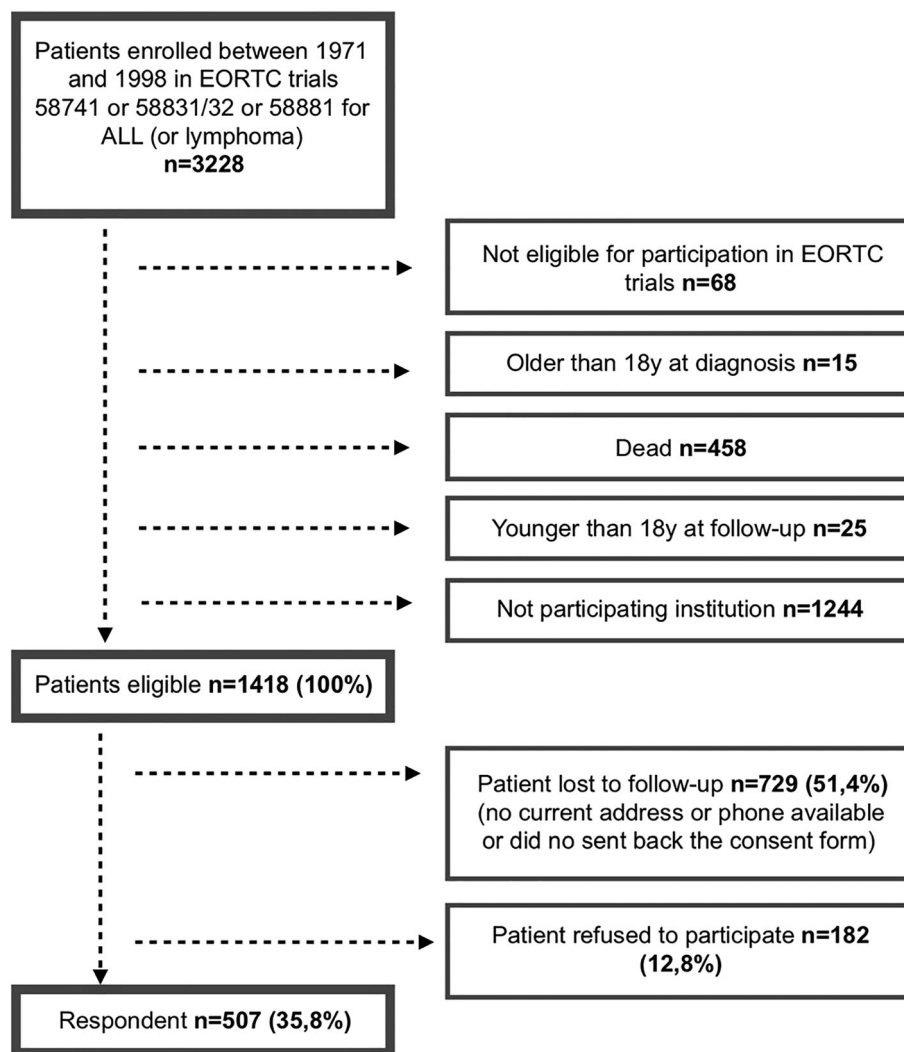 Patients enrolled between 1971
and 1998 in EORTC trials
58741 or 58831/32 or 58881 for
ALL (or lymphoma)
n=3228
Not eligible for participation in EORTC
trials n=68
Older than 18y at diagnosis n=15
Dead n=458
Younger than 18y at follow-up n=25
Not participating institution n=1244
Patients eligible n=1418 (100%)
Patient lost to follow-up n=729 (51,4%)
(no current address or phone available
or did no sent back the consent form)
Patient refused to participate n=182
(12,8%)
Respondent n=507 (35,8%)